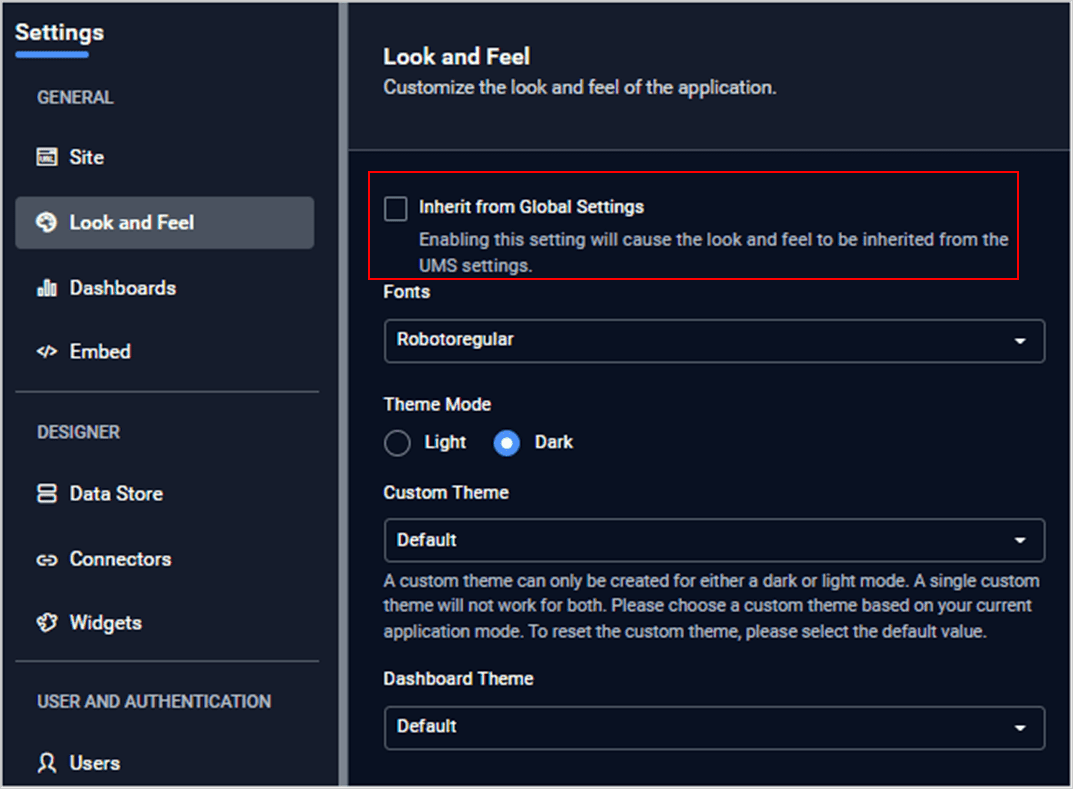 Settings
GENERAL
Site
Look and Feel
Dashboards
Embed
DESIGNER
Data Store
Connectors
Widgets
USER AND AUTHENTICATION
Users
Look and Feel
Customize the look and feel of the application.
Inherit from Global Settings
Enabling this setting will cause the look and feel to be inherited from the
UMS settings.
Fonts
Robotoregular
Theme Mode
Light Dark
Custom Theme
Default
A custom theme can only be created for either a dark or light mode. A single custom
theme will not work for both. Please choose a custom theme based on your current
application mode. To reset the custom theme, please select the default value.
Dashboard Theme
Default